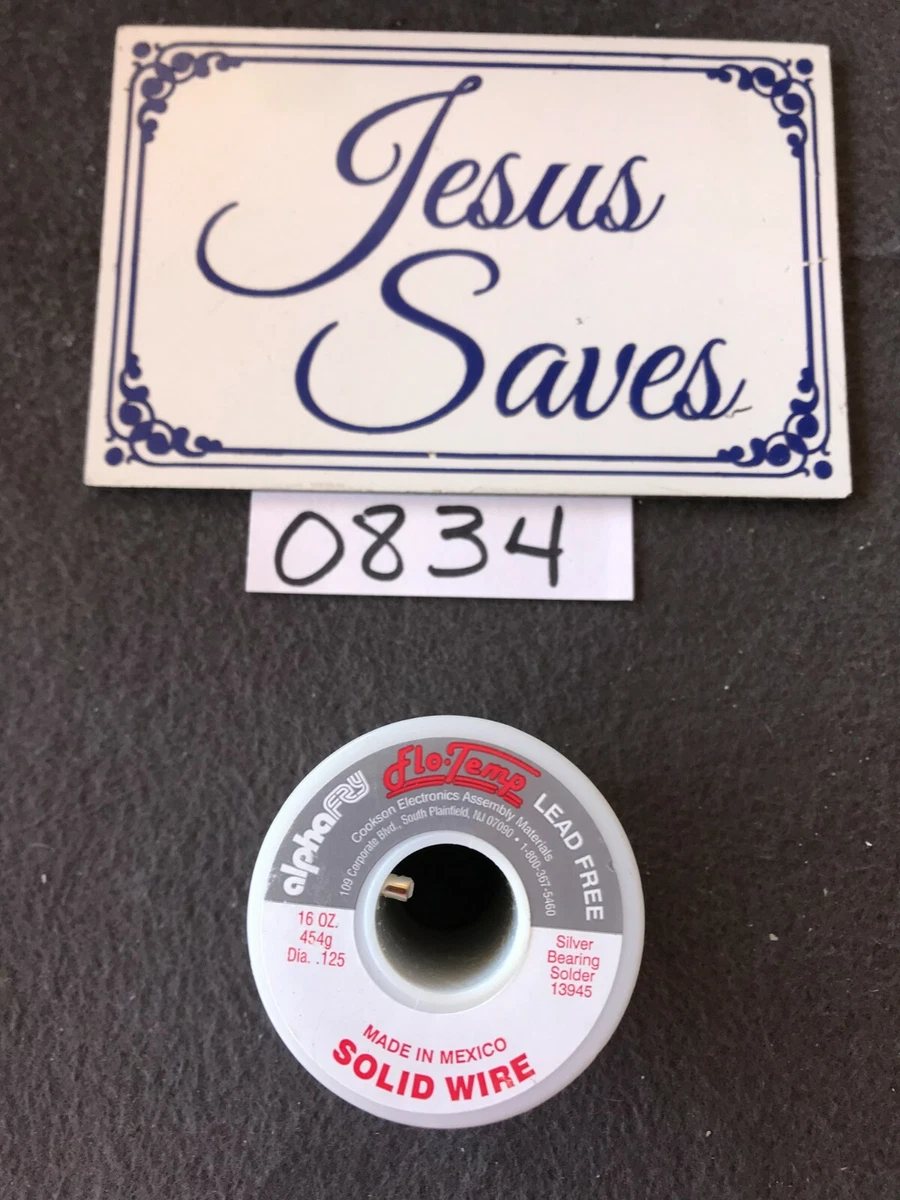 Jesus
Saves
0834
alphaFRY
Flo-Temp
LEAD FREE
Cookson Electronics Assembly Materials
109 Corporate Blvd., South Plainfield, NJ 07090 • 1-800-367-5460
16 OZ.
454g
Dia. .125
Silver
Bearing
Solder
13945
MADE IN MEXICO
SOLID WIRE